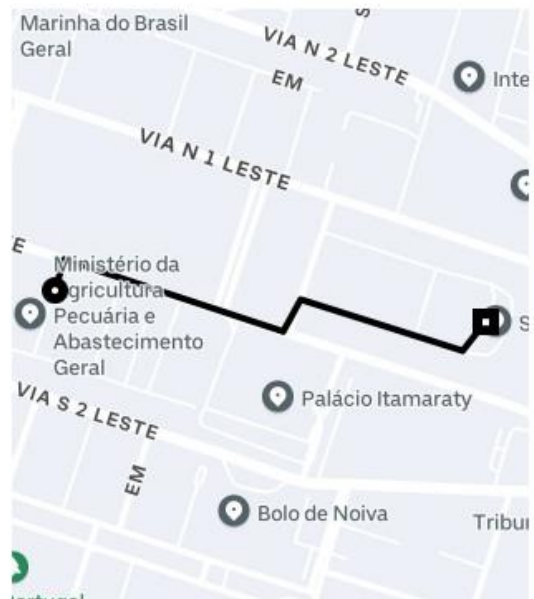 Marinha do Brasil
Geral
VIA N 2 LESTE
EM
Inte
VIA N 1 LESTE
Ministério da
Agricultura
Pecuária e
Abastecimento
Geral
S
Palácio Itamaraty
VIA S 2 LESTE
EM
Bolo de Noiva
Tribu